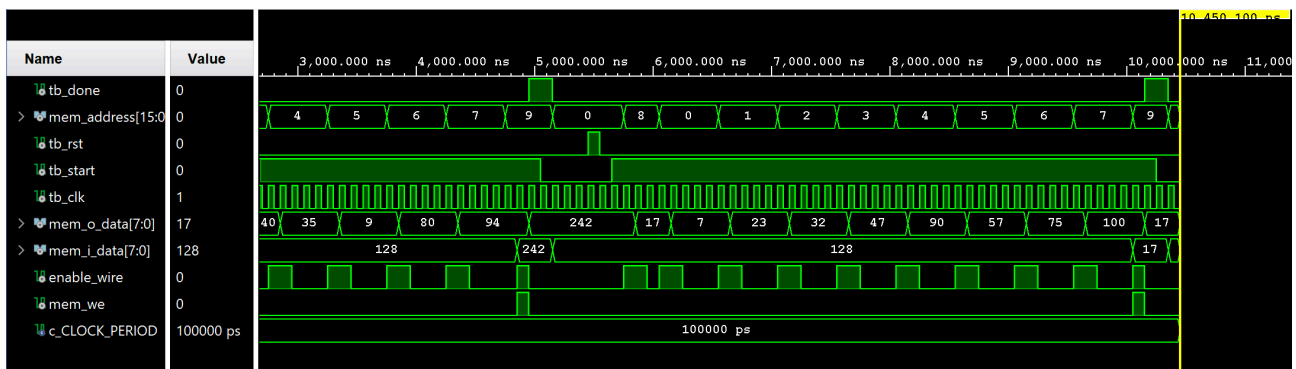 10,450.100 ns
Name Value
3,000.000 ns 4,000.000 ns 5,000.000 ns 6,000.000 ns 7,000.000 ns 8,000.000 ns 9,000.000 ns 10,000.000 ns 11,000
tb_done 0
mem_address[15:0 0 4 5 6 7 9 0 8 0 1 2 3 4 5 6 7 9
tb_rst 0
tb_start 0
tb_clk 1
mem_o_data[7:0] 17 40 35 9 80 94 242 17 7 23 32 47 90 57 75 100 17
mem_i_data[7:0] 128 128 242 128 17
enable_wire 0
mem_we 0
c_CLOCK_PERIOD 100000 ps 100000 ps